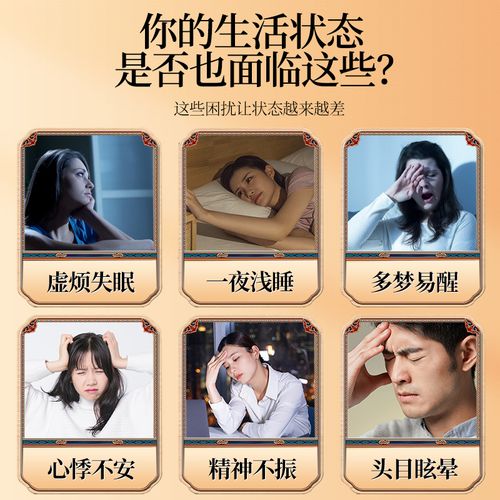 你的生活状态
是否也面临这些?
这些困扰让状态越来越差
虚烦失眠
一夜浅睡
多梦易醒
心悸不安
精神不振
头目眩晕